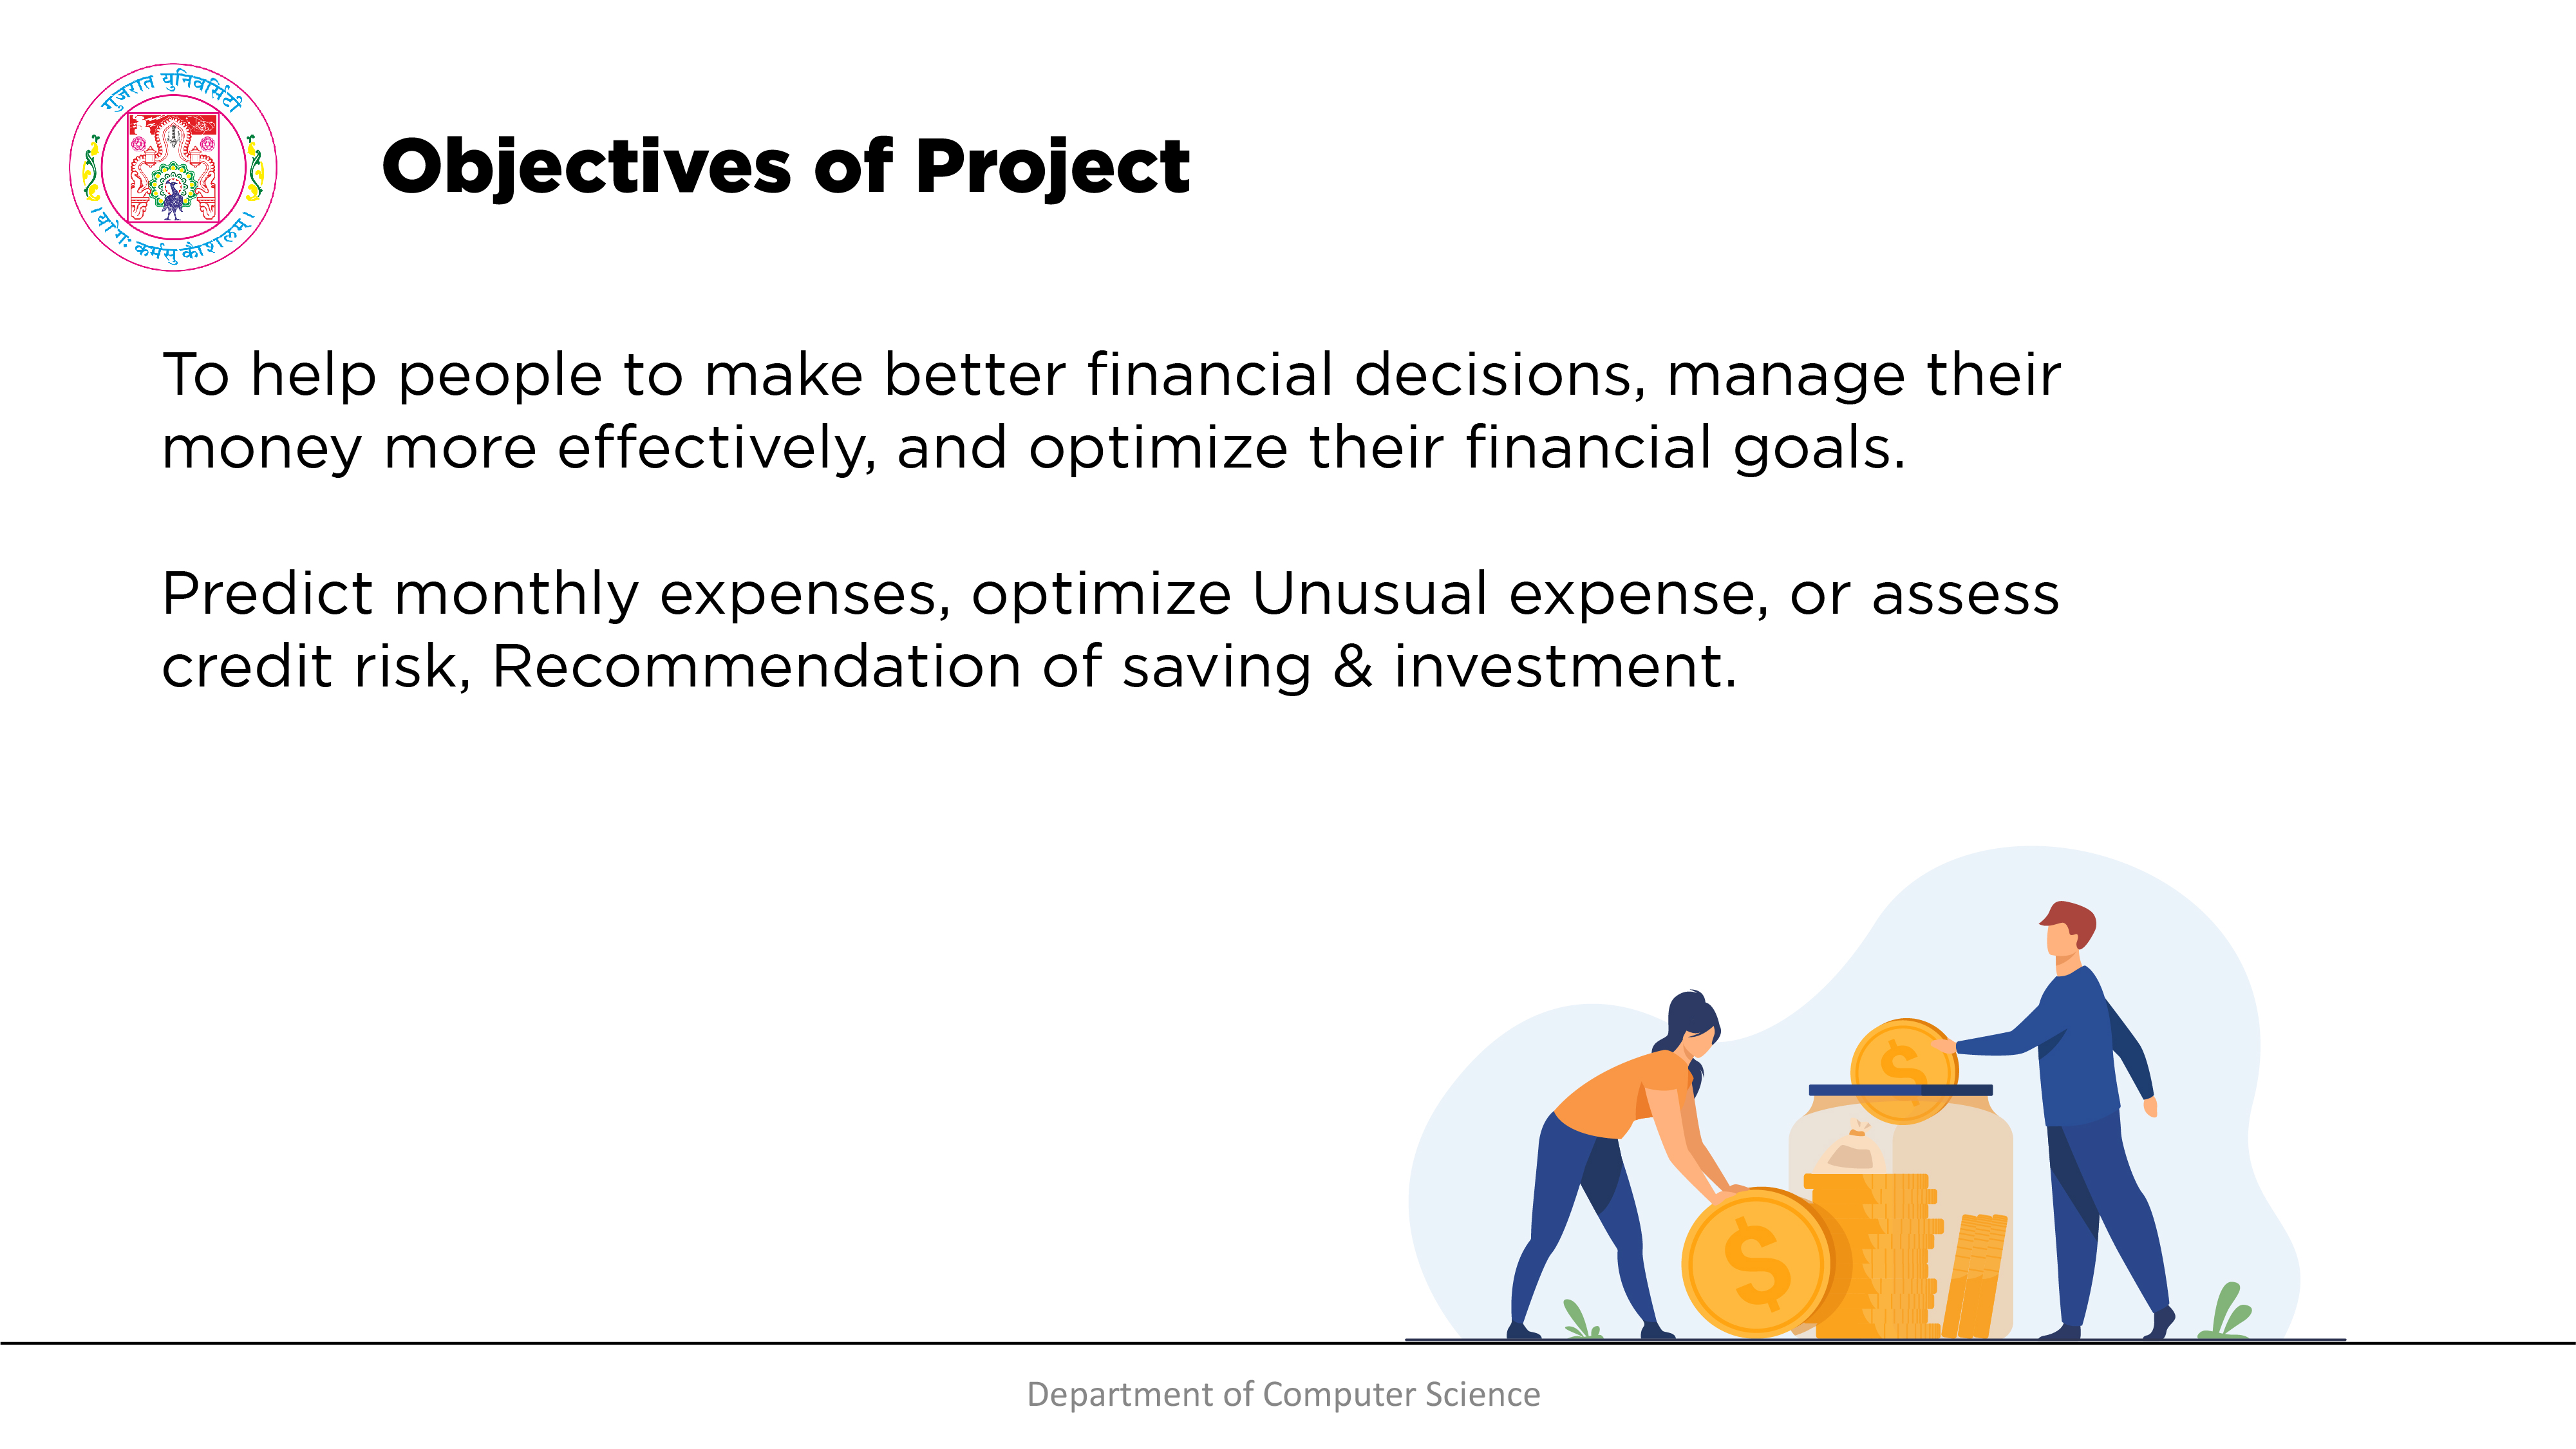 गुजरात युनिवर्सिटी
। योगः कर्मसु कौशलम् ।
Objectives of Project
To help people to make better financial decisions, manage their
money more effectively, and optimize their financial goals.
Predict monthly expenses, optimize Unusual expense, or assess
credit risk, Recommendation of saving & investment.
$
$
Department of Computer Science